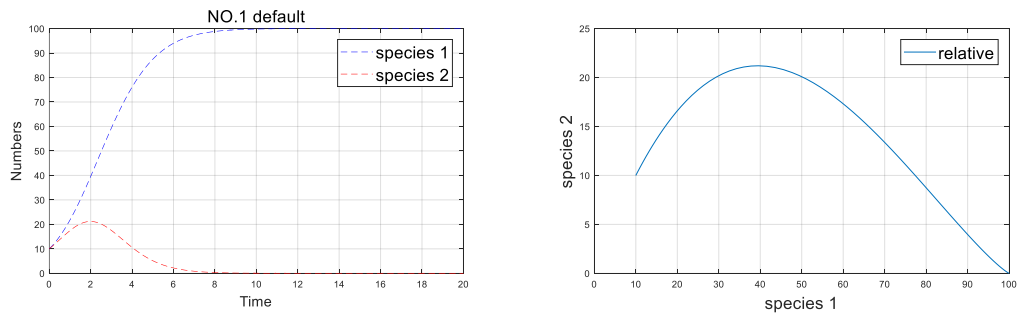 NO.1 default
100
90
80
70
60
50
40
30
20
10
0
Numbers
species 1
species 2
0 2 4 6 8 10 12 14 16 18 20
Time
25
20
15
10
5
0
species 2
relative
0 10 20 30 40 50 60 70 80 90 100
species 1